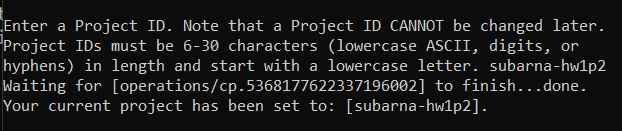 Enter a Project ID. Note that a Project ID CANNOT be changed later.
Project IDs must be 6-30 characters (lowercase ASCII, digits, or
hyphens) in length and start with a lowercase letter. subarna-hw1p2
Waiting for [operations/cp.5368177622337196002] to finish...done.
Your current project has been set to: [subarna-hw1p2].